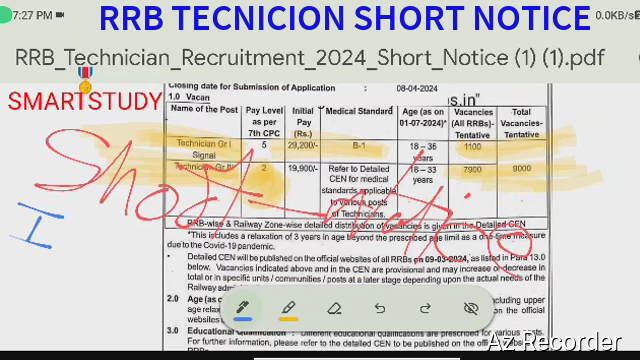 7:27 PM
RRB TECNICION SHORT NOTICE
0.0KB/s
RRB_Technician_Recruitment_2024_Short_Notice (1) (1).pdf
SMARTSTUDY
Closing date for Submission of Application : 08-04-2024
s.in"
1.0 Vacan
Name of the Post Pay Level as per 7th CPC Initial Pay (Rs.) Medical Standard Age (as on 01-07-2024)* Vacancies (All RRBs)- Tentative Total Vacancies- Tentative
Technician Gr I Signal 5 29,200/- B-1 18 - 36 years 1100
Technician Gr III 2 19,900/- Refer to Detailed CEN for medical standards applicable to various posts of Technicians. 18 - 33 years 7900 9000
Short-notice
RRB-wise & Railway Zone-wise detailed distribution of vacancies is given in the Detailed CEN
*This includes a relaxation of 3 years in age beyond the prescribed age limit as a one-time measure
due to the Covid-19 pandemic.
Detailed CEN will be published on the official websites of all RRBs on 09-03-2024, as listed in Para 13.0
below. Vacancies indicated above and in the CEN are provisional and may increase or decrease in
total or in specific units / communities / posts at a later stage depending upon the actual needs of the
Railway
2.0 Age (as including upper
age relax on the official
websites
3.0 Educational Qualification : Different educational qualifications are prescribed for various posts.
For further information, please refer to the detailed CEN to be published on the official
Az Recorder